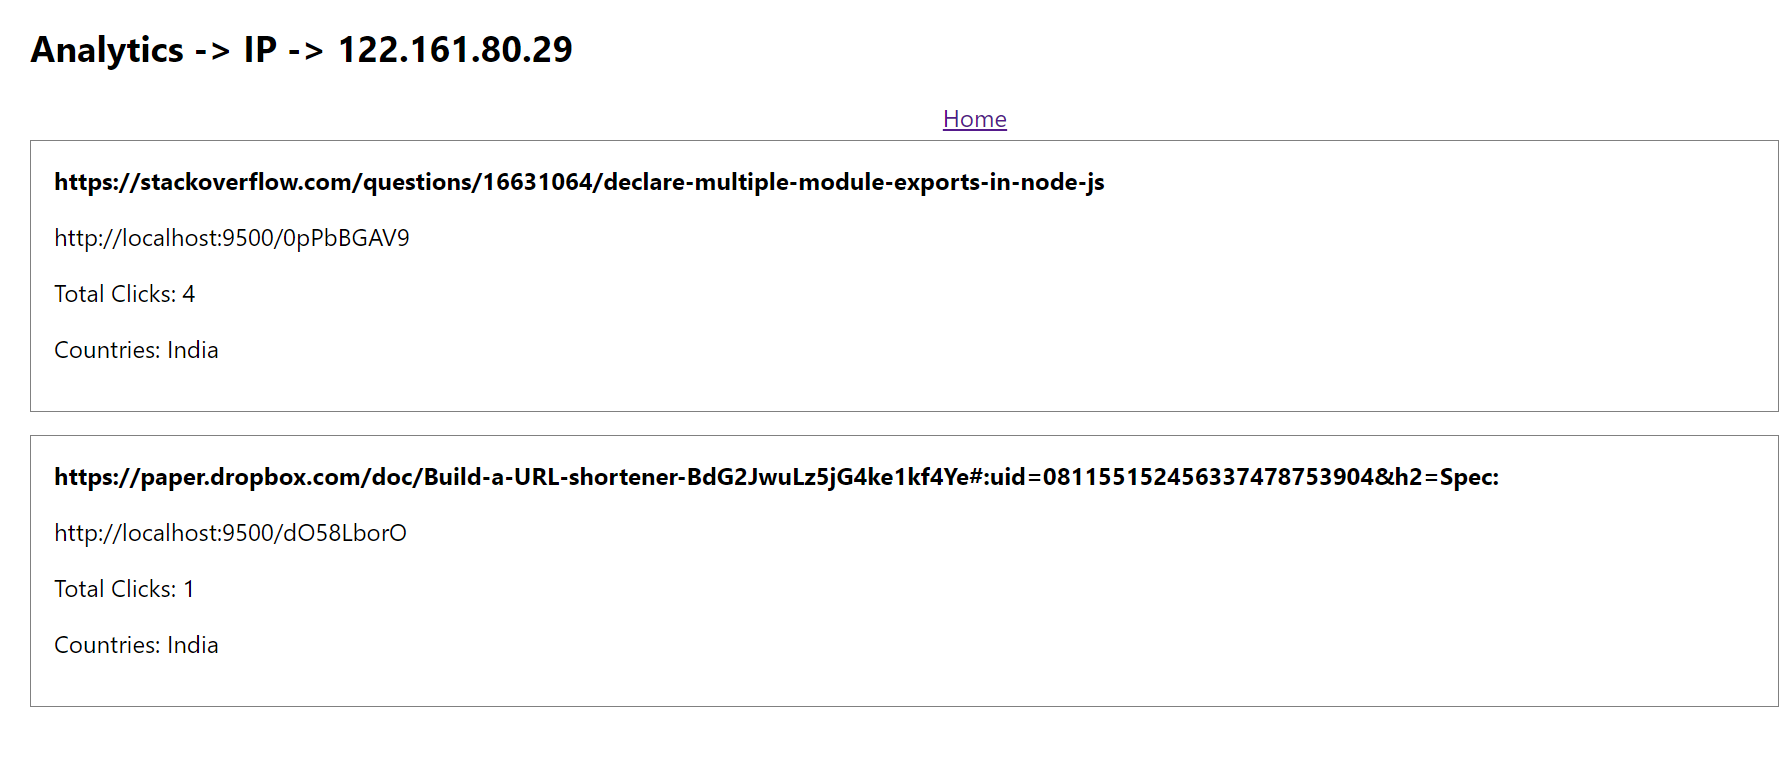 Analytics -> IP -> 122.161.80.29
Home
https://stackoverflow.com/questions/16631064/declare-multiple-module-exports-in-node-js
http://localhost:9500/0pPbBGAV9
Total Clicks: 4
Countries: India
https://paper.dropbox.com/doc/Build-a-URL-shortener-BdG2JwuLz5jG4ke1kf4Ye#:uid=081155152456337478753904&h2=Spec:
http://localhost:9500/dO58LborO
Total Clicks: 1
Countries: India